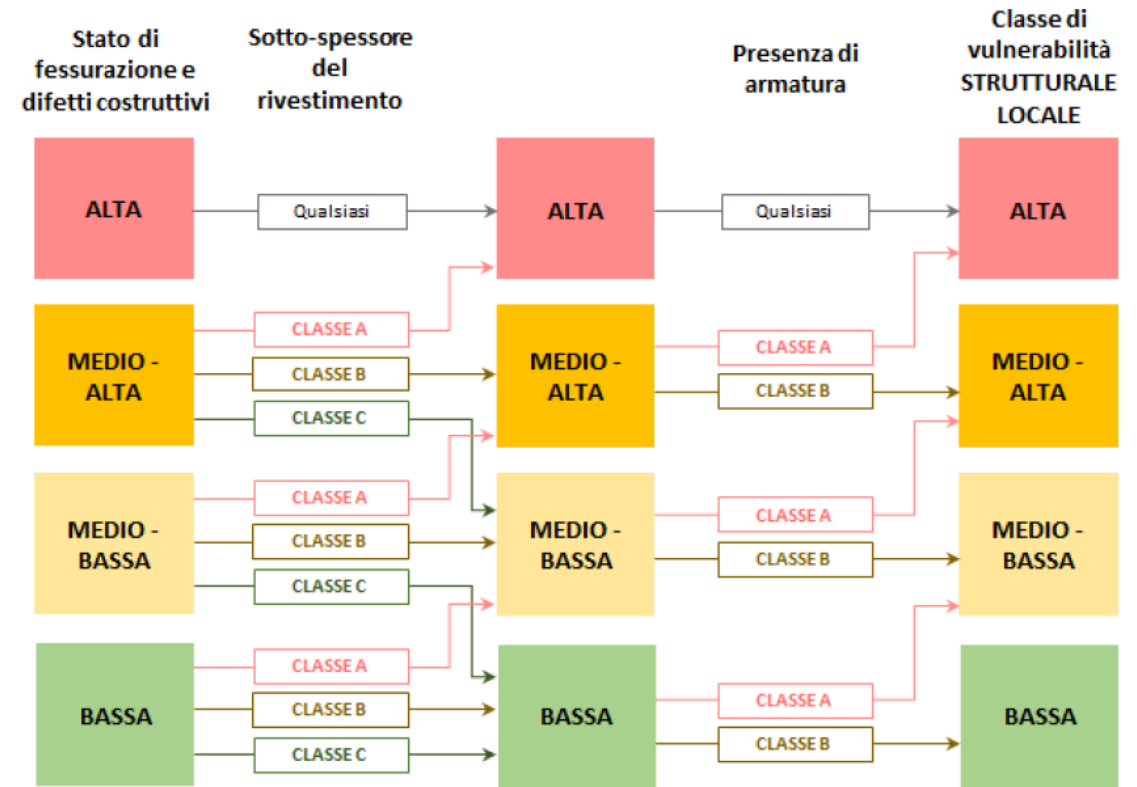 Stato di
fessurazione e
difetti costruttivi
Sotto-spessore
del
rivestimento
Presenza di
armatura
Classe di
vulnerabilità
STRUTTURALE
LOCALE
ALTA
Qualsiasi
ALTA
Qualsiasi
ALTA
MEDIO -
ALTA
CLASSE A
CLASSE B
CLASSE C
MEDIO -
ALTA
CLASSE A
CLASSE B
MEDIO -
ALTA
MEDIO -
BASSA
CLASSE A
CLASSE B
CLASSE C
MEDIO -
BASSA
CLASSE A
CLASSE B
MEDIO -
BASSA
BASSA
CLASSE A
CLASSE B
CLASSE C
BASSA
CLASSE A
CLASSE B
BASSA